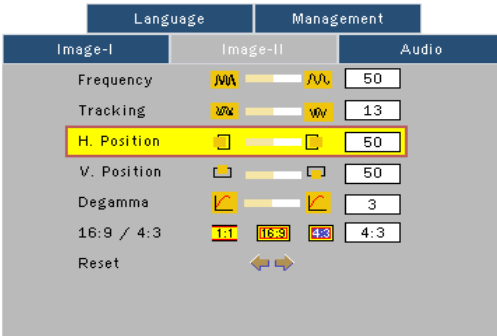 Language Management
Image-I Image-II Audio
Frequency 50
Tracking 13
H. Position 50
V. Position 50
Degamma 3
16:9 / 4:3 1:1 16:9 4:3 4:3
Reset